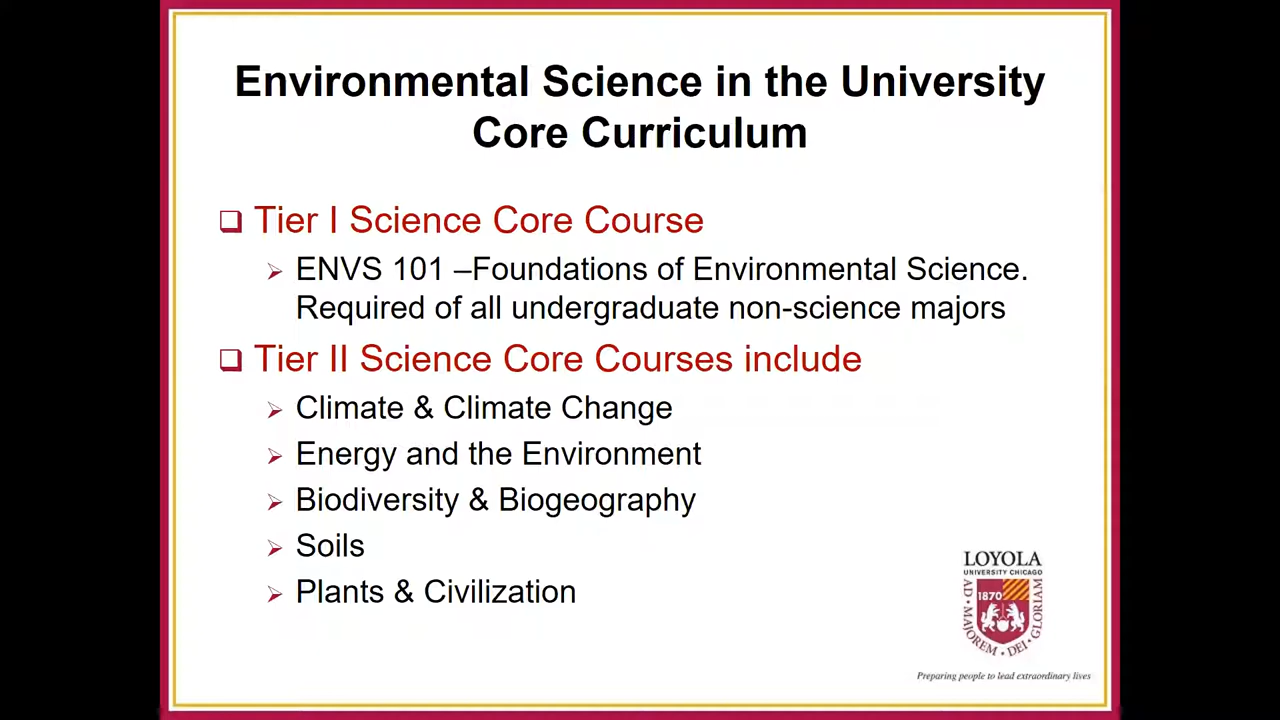 Environmental Science in the University
Core Curriculum
Tier I Science Core Course
ENVS 101 –Foundations of Environmental Science.
Required of all undergraduate non-science majors
Tier II Science Core Courses include
Climate & Climate Change
Energy and the Environment
Biodiversity & Biogeography
Soils
Plants & Civilization
LOYOLA
UNIVERSITY CHICAGO
1870
AD • MAJOREM • DEI • GLORIAM
Preparing people to lead extraordinary lives